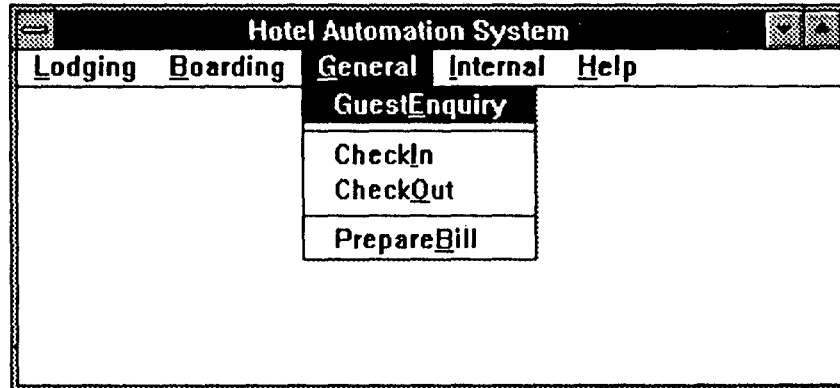 Hotel Automation System
Lodging Boarding General Internal Help
GuestEnquiry
CheckIn
CheckOut
PrepareBill